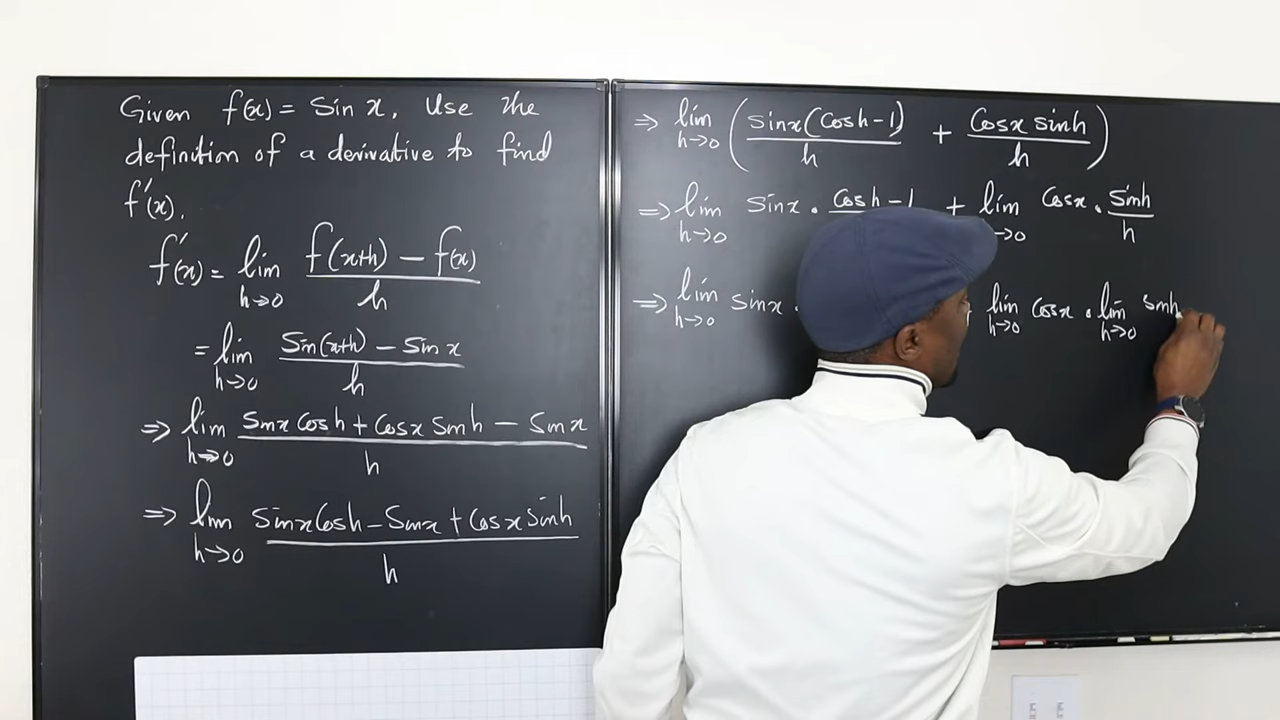 Given f(x) = sin x. Use the
definition of a derivative to find
f'(x).
f'(x) = lim h→0 f(x+h) − f(x) / h
= lim h→0 sin(x+h) − sin x / h
⇒ lim h→0 sinx cosh + cosx sinh − sinx / h
⇒ lim h→0 sinx cosh − sinx + cosx sinh / h
⇒ lim h→0 ( sinx(cosh−1) / h + cosx sinh / h )
⇒ lim h→0 sinx · cosh−1 + lim h→0 cosx · sinh / h
⇒ lim h→0 sinx · lim h→0 cosx · lim h→0 sinh